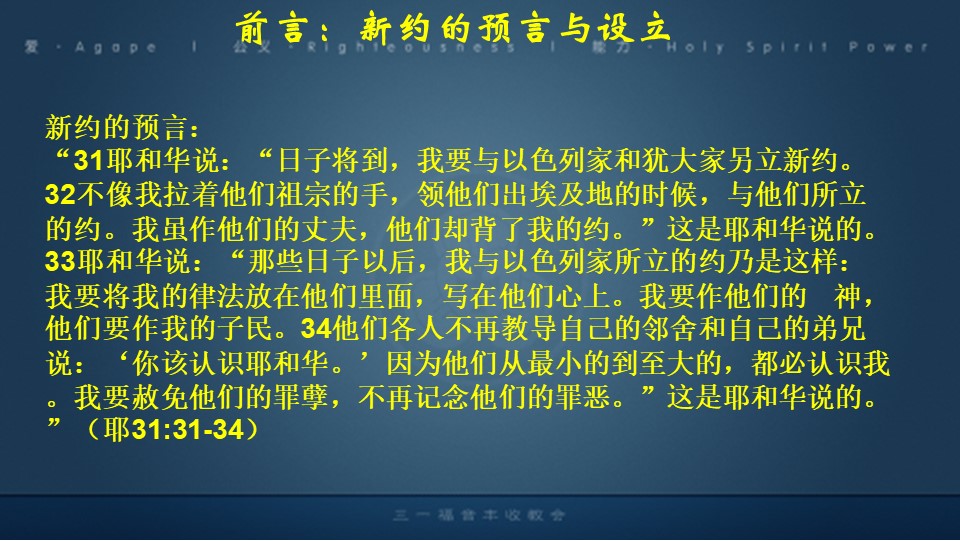 前言：新约的预言与设立
爱 · Agape | 公义 · Righteousness | 能力 · Holy Spirit Power
新约的预言：
“31耶和华说：“日子将到，我要与以色列家和犹大家另立新约。
32不像我拉着他们祖宗的手，领他们出埃及地的时候，与他们所立
的约。我虽作他们的丈夫，他们却背了我的约。”这是耶和华说的。
33耶和华说：“那些日子以后，我与以色列家所立的约乃是这样：
我要将我的律法放在他们里面，写在他们心上。我要作他们的　神，
他们要作我的子民。34他们各人不再教导自己的邻舍和自己的弟兄
说：‘你该认识耶和华。’因为他们从最小的到至大的，都必认识我
。我要赦免他们的罪孽，不再记念他们的罪恶。”这是耶和华说的。
”（耶31:31-34）
三一福音丰收教会